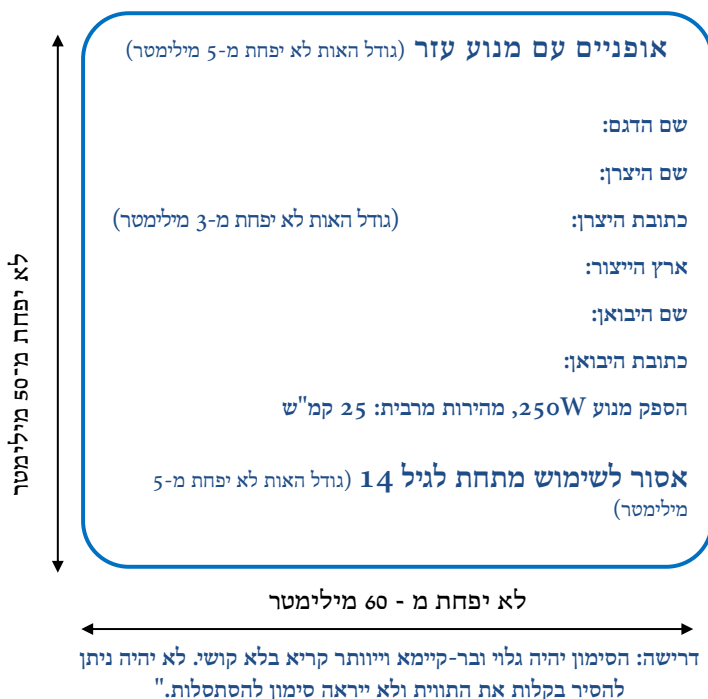 אופניים עם מנוע עזר (גודל האות לא יפחת מ-5 מילימטר)
שם הדגם:
שם היצרן:
כתובת היצרן: (גודל האות לא יפחת מ-3 מילימטר)
ארץ הייצור:
שם היבואן:
כתובת היבואן:
הספק מנוע 250W, מהירות מרבית: 25 קמ"ש
אסור לשימוש מתחת לגיל 14 (גודל האות לא יפחת מ-5
מילימטר)
לא יפחת מ־50 מילימטר
לא יפחת מ - 60 מילימטר
דרישה: הסימון יהיה גלוי ובר-קיימא וייוותר קריא בלא קושי. לא יהיה ניתן
להסיר בקלות את התווית ולא ייראה סימון להסתסלות."